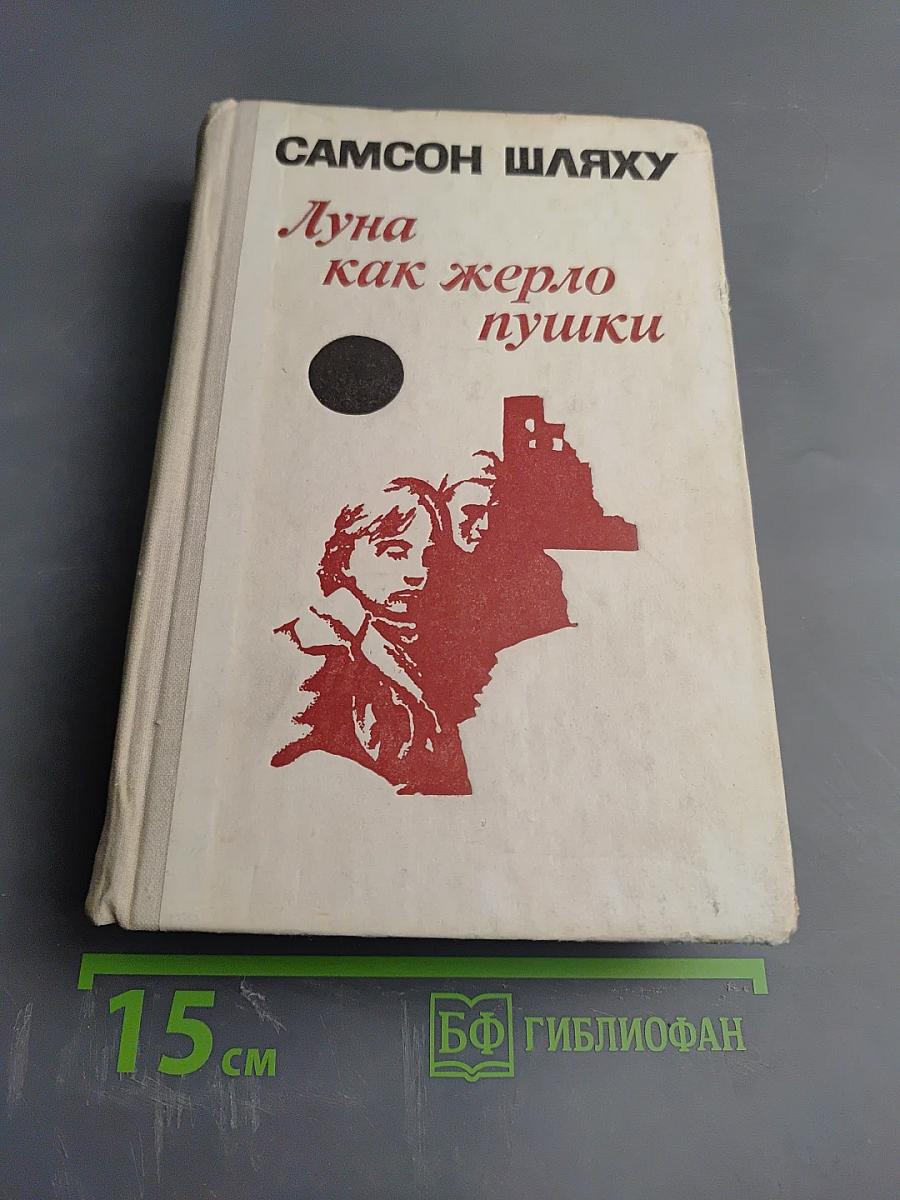 САМСОН ШЛЯХУ
Луна
как жерло
пушки
15 см
БФ ГИБЛИОФАН